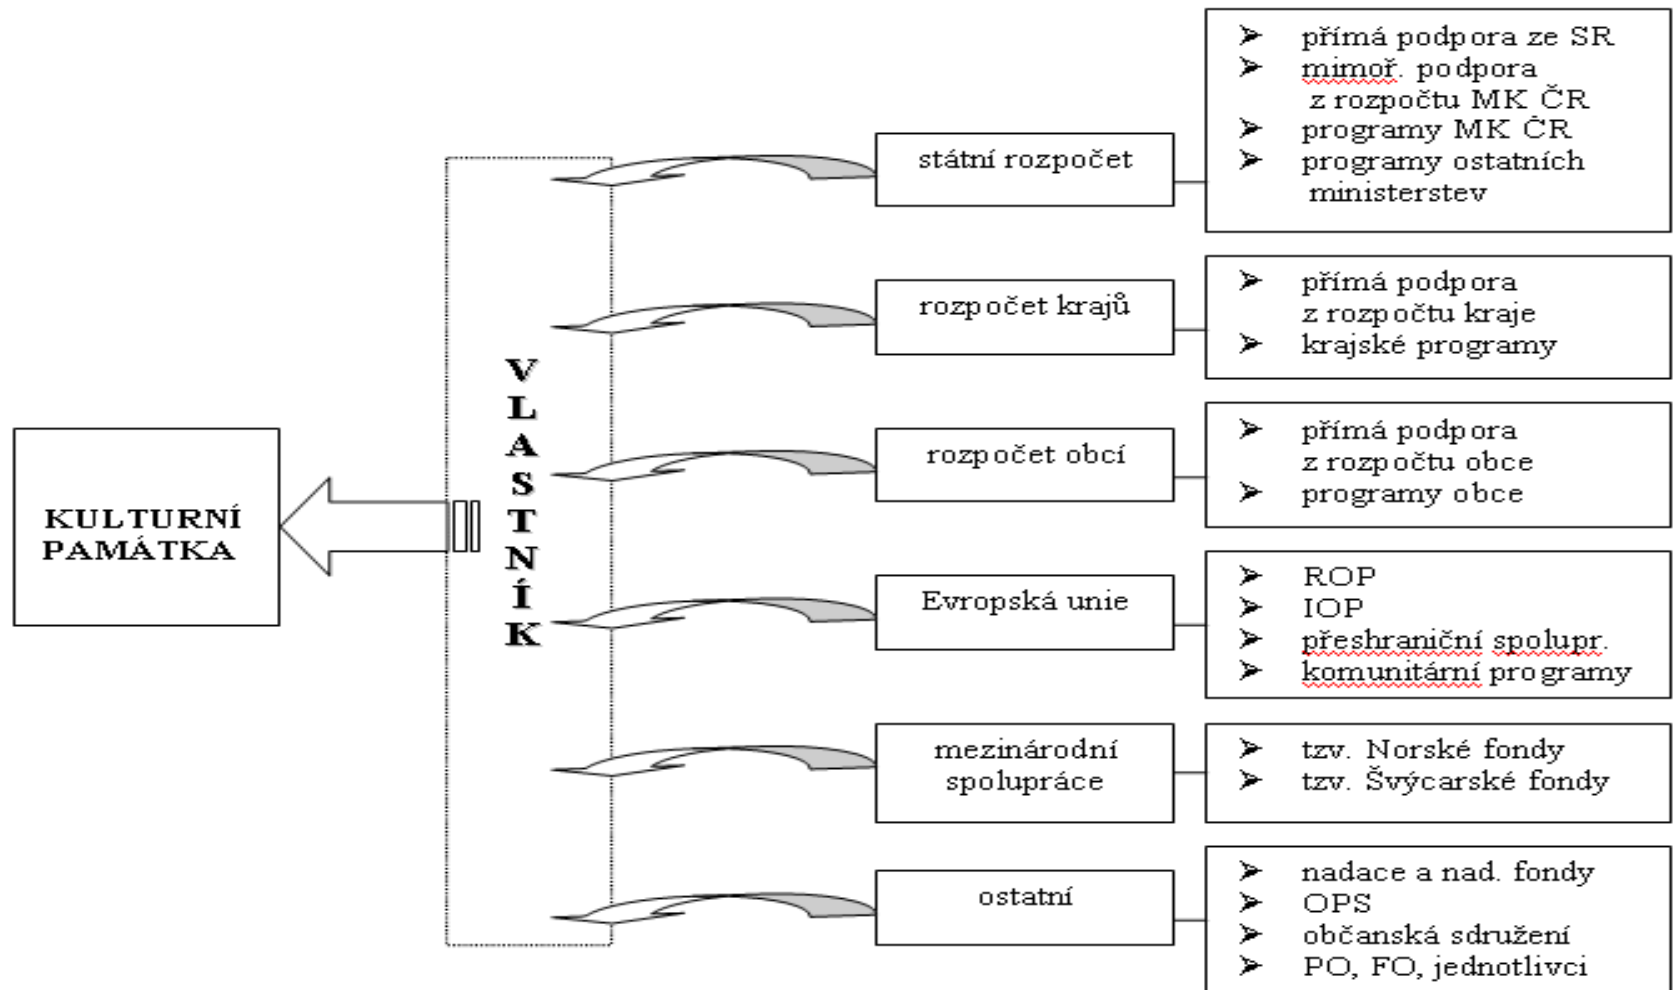 KULTURNÍ
PAMÁTKA
VLASTNÍK
státní rozpočet
➢ přímá podpora ze SR
➢ mimoř. podpora
z rozpočtu MK ČR
➢ programy MK ČR
➢ programy ostatních
ministerstev
rozpočet krajů
➢ přímá podpora
z rozpočtu kraje
➢ krajské programy
rozpočet obcí
➢ přímá podpora
z rozpočtu obce
➢ programy obce
Evropská unie
➢ ROP
➢ IOP
➢ přeshraniční spolupr.
➢ komunitární programy
mezinárodní
spolupráce
➢ tzv. Norské fondy
➢ tzv. Švýcarské fondy
ostatní
➢ nadace a nad. fondy
➢ OPS
➢ občanská sdružení
➢ PO, FO, jednotlivci